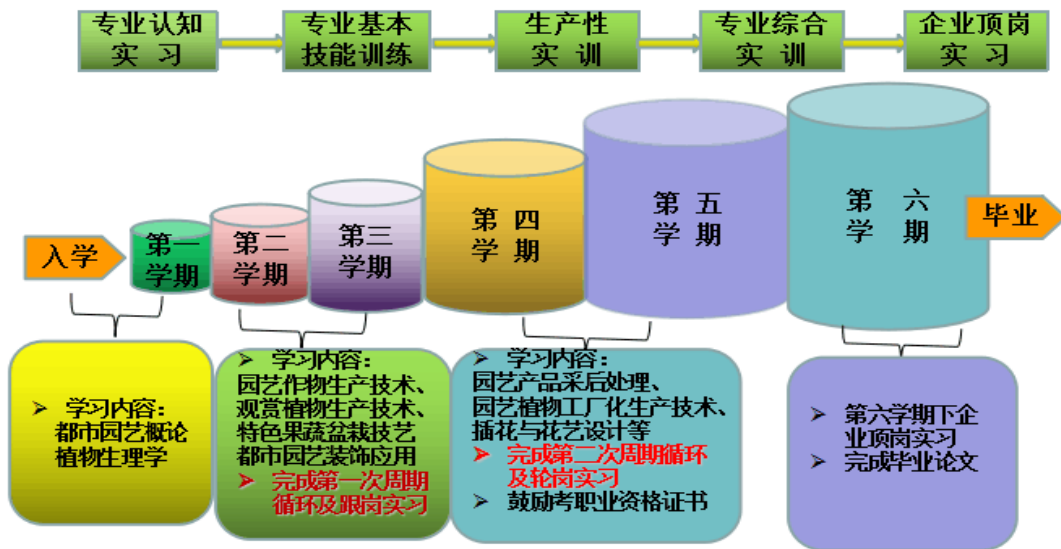 专业认知
实 习
专业基本
技能训练
生产性
实 训
专业综合
实 训
企业顶岗
实 习
入学
第一
学期
第二
学期
第三
学期
第 四
学 期
第 五
学 期
第 六
学 期
毕业
➢ 学习内容：
都市园艺概论
植物生理学
➢ 学习内容：
园艺作物生产技术、
观赏植物生产技术、
特色果蔬盆栽技艺
都市园艺装饰应用
➢ 完成第一次周期
循环及跟岗实习
➢ 学习内容：
园艺产品采后处理、
园艺植物工厂化生产技术、
插花与花艺设计等
➢ 完成第二次周期循环
及轮岗实习
➢ 鼓励考职业资格证书
➢ 第六学期下企
业顶岗实习
➢ 完成毕业论文